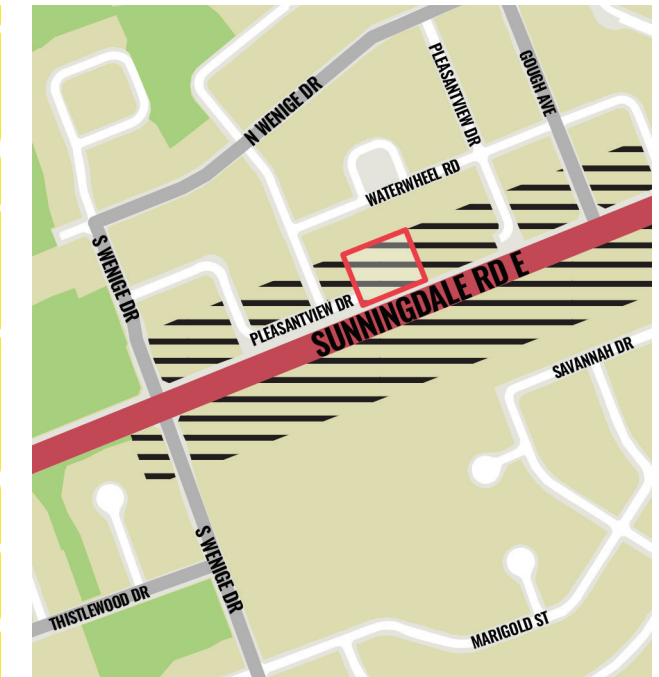 N WENIGE DR
PLEASANTVIEW DR
GOUGH AVE
WATERWHEEL RD
S WENIGE DR
PLEASANTVIEW DR
SUNNINGDALE RD E
SAVANNAH DR
S WENIGE DR
THISTLEWOOD DR
MARIGOLD ST